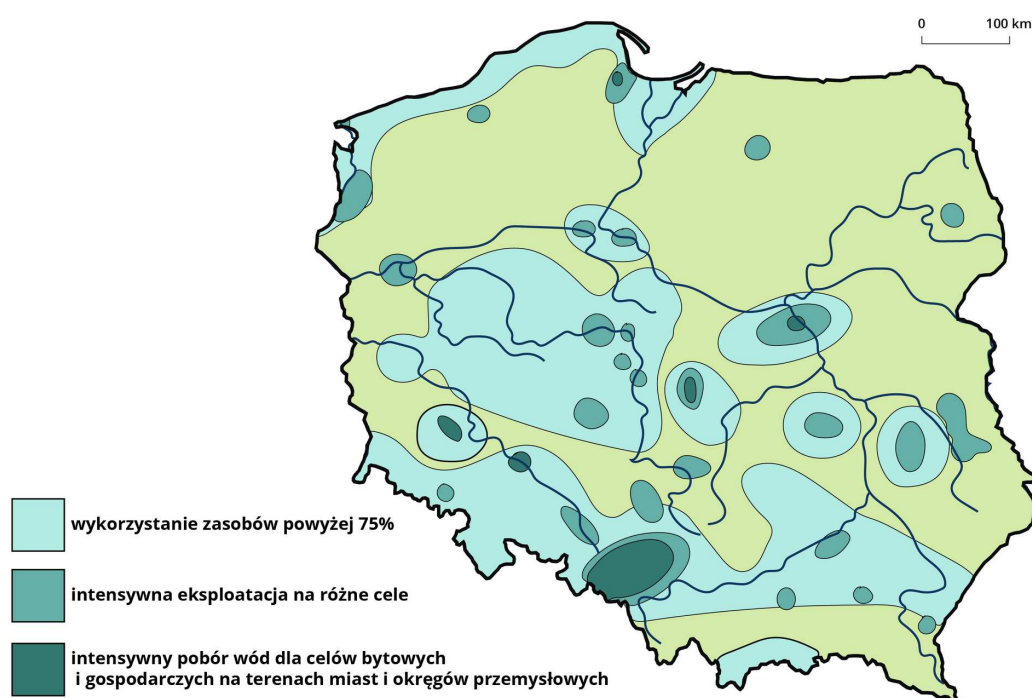 0 100 km
wykorzystanie zasobów powyżej 75%
intensywna eksploatacja na różne cele
intensywny pobór wód dla celów bytowych
i gospodarczych na terenach miast i okręgów przemysłowych